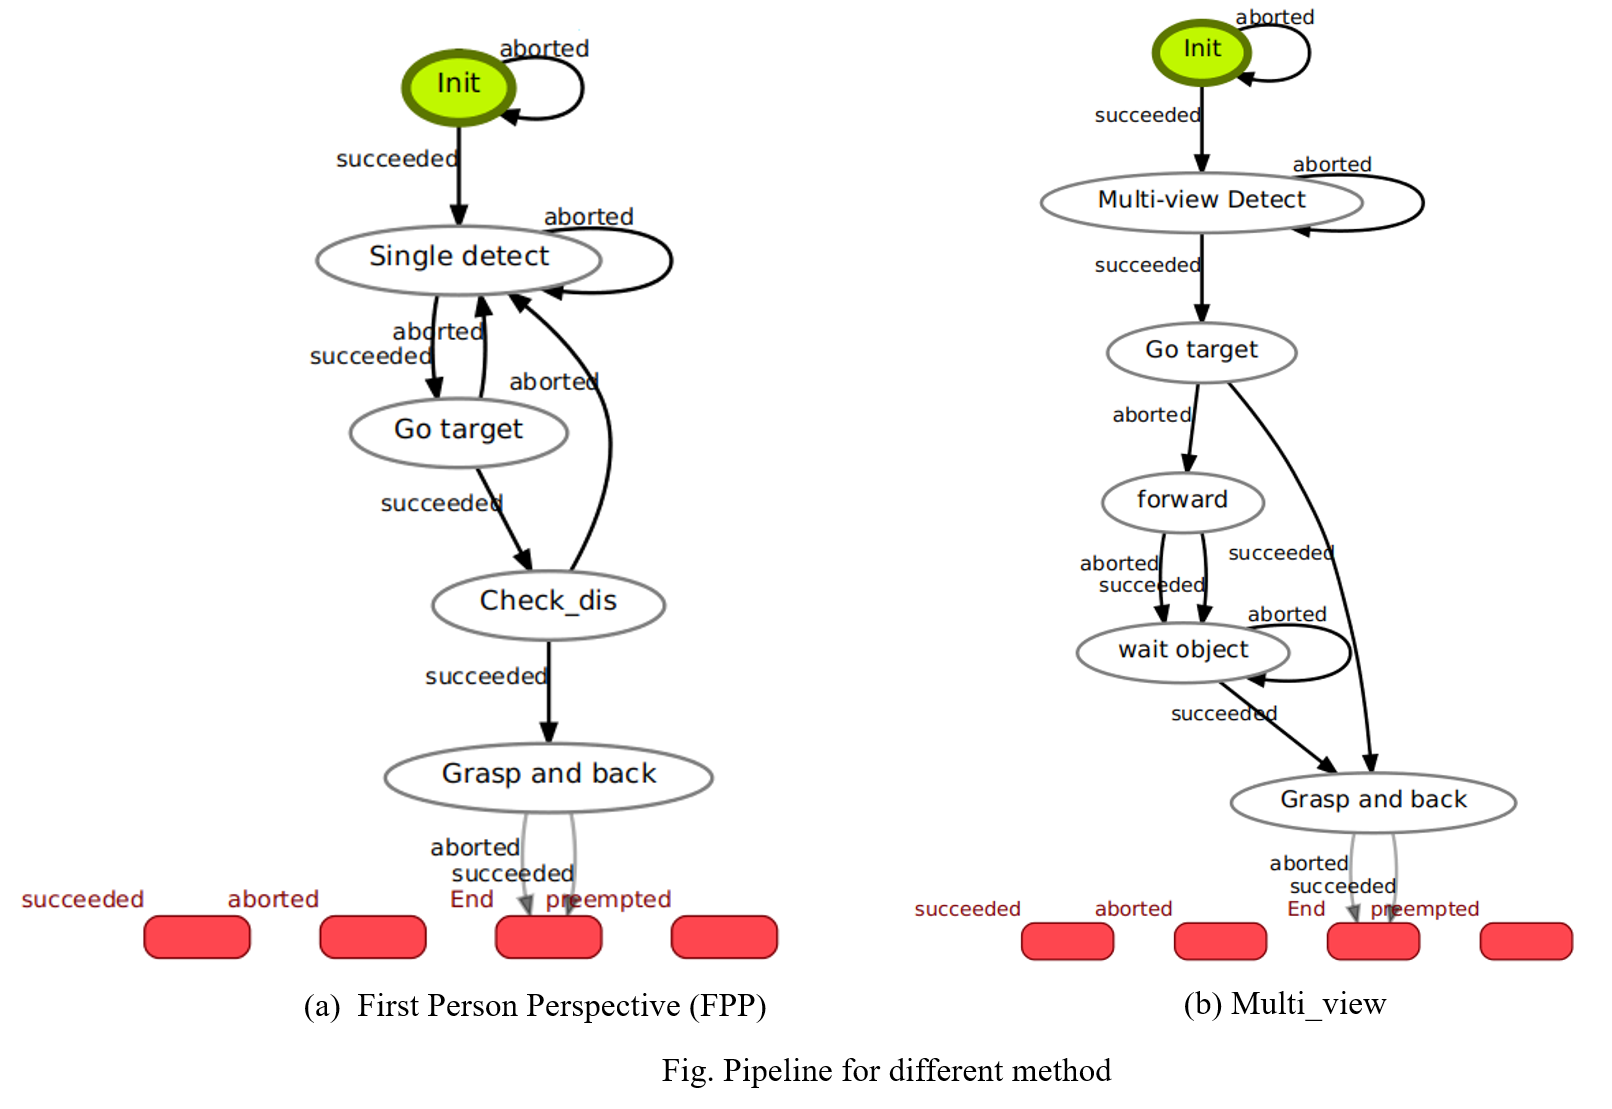 aborted
Init
succeeded
aborted
Single detect
aborted
succeeded
aborted
Go target
succeeded
Check_dis
succeeded
Grasp and back
aborted
succeeded
succeeded
aborted
End
preempted
(a) First Person Perspective (FPP)
aborted
Init
succeeded
aborted
Multi-view Detect
succeeded
Go target
aborted
forward
succeeded
aborted
succeeded
aborted
wait object
succeeded
Grasp and back
aborted
succeeded
succeeded
aborted
End
preempted
(b) Multi_view
Fig. Pipeline for different method